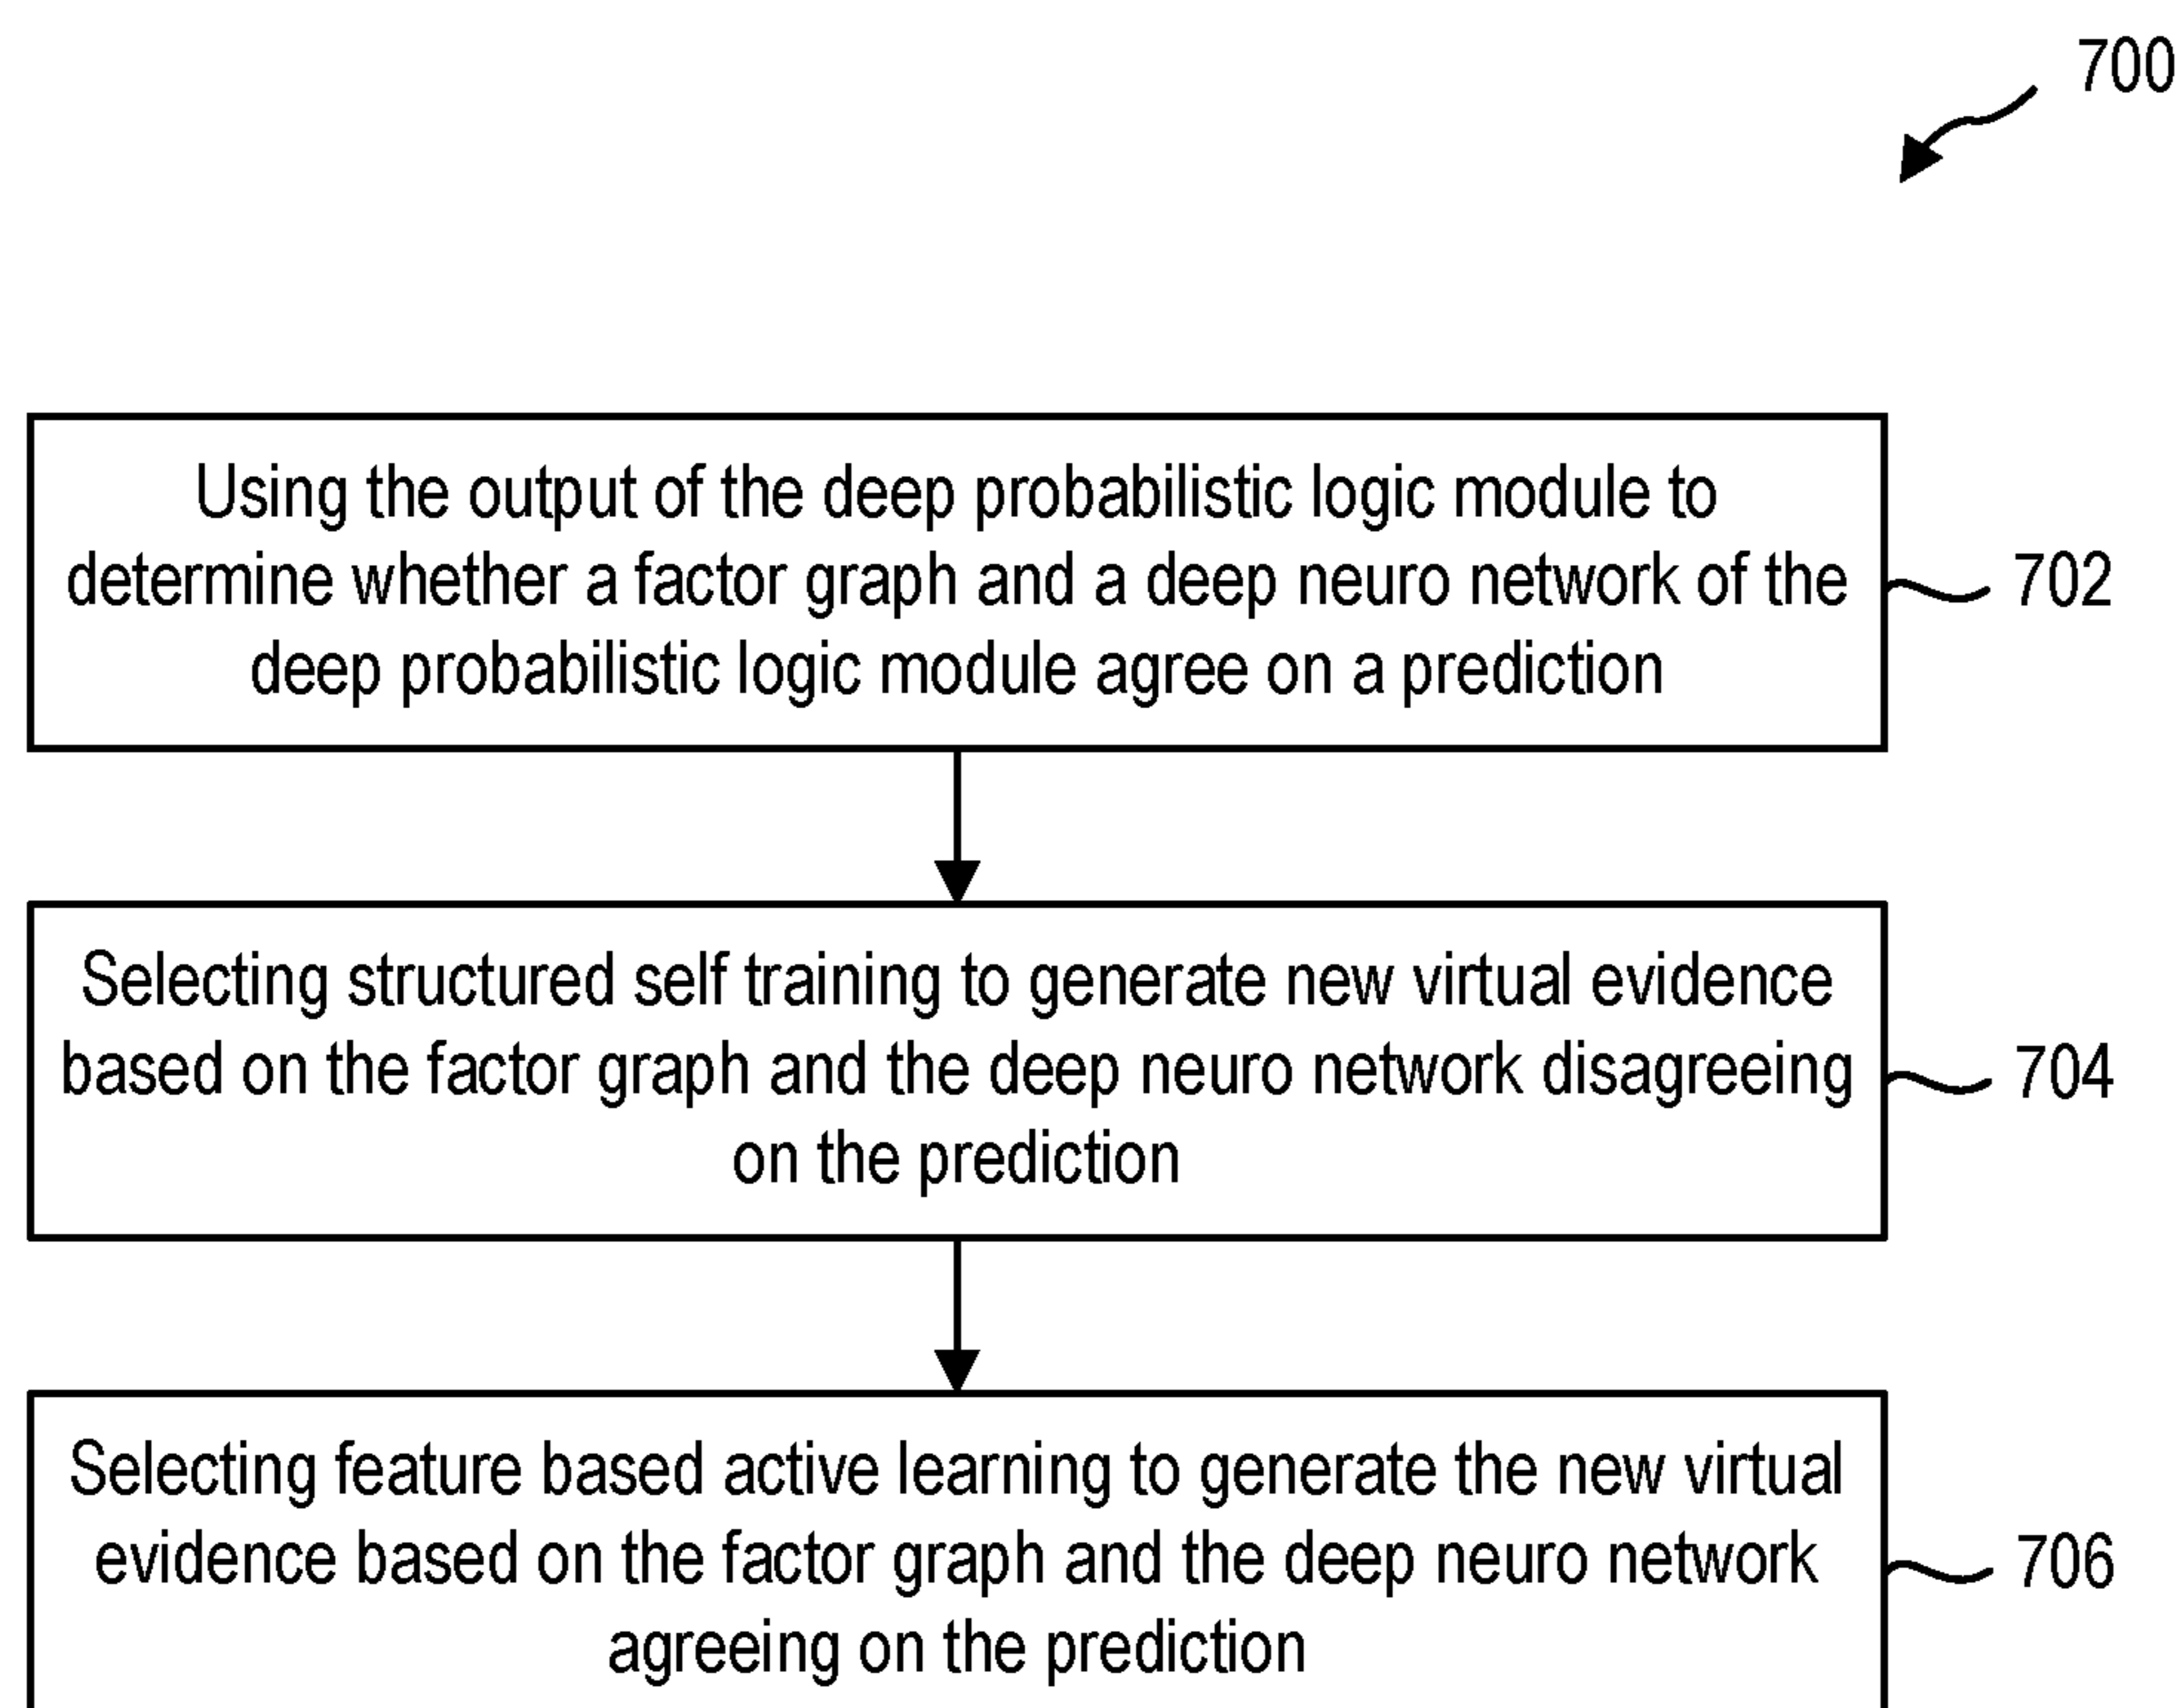 700
Using the output of the deep probabilistic logic module to
determine whether a factor graph and a deep neuro network of the
deep probabilistic logic module agree on a prediction
702
Selecting structured self training to generate new virtual evidence
based on the factor graph and the deep neuro network disagreeing
on the prediction
704
Selecting feature based active learning to generate the new virtual
evidence based on the factor graph and the deep neuro network
agreeing on the prediction
706